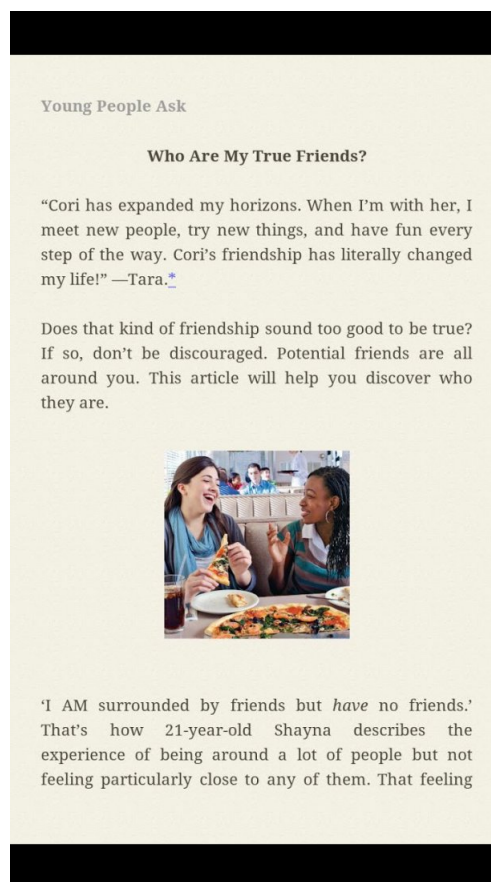 Young People Ask
Who Are My True Friends?
“Cori has expanded my horizons. When I’m with her, I
meet new people, try new things, and have fun every
step of the way. Cori’s friendship has literally changed
my life!” —Tara.*
Does that kind of friendship sound too good to be true?
If so, don’t be discouraged. Potential friends are all
around you. This article will help you discover who
they are.
‘I AM surrounded by friends but have no friends.’
That’s how 21-year-old Shayna describes the
experience of being around a lot of people but not
feeling particularly close to any of them. That feeling